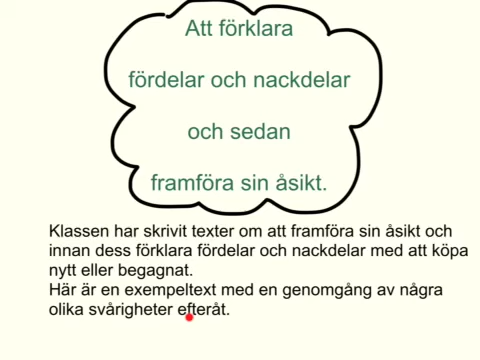 Att förklara
fördelar och nackdelar
och sedan
framföra sin åsikt.
Klassen har skrivit texter om att framföra sin åsikt och
innan dess förklara fördelar och nackdelar med att köpa
nytt eller begagnat.
Här är en exempeltext med en genomgång av några
olika svårigheter efteråt.